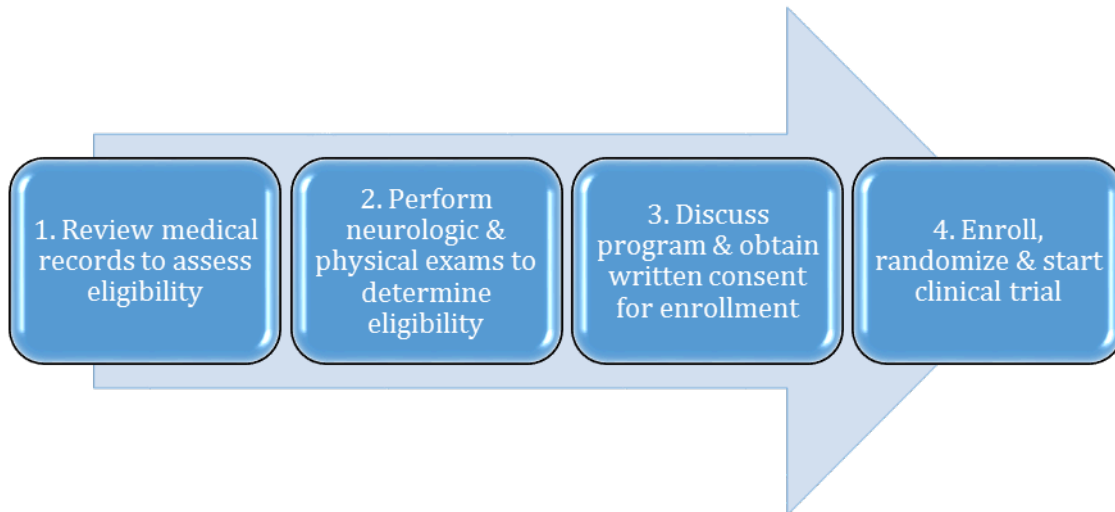 1. Review medical
records to assess
eligibility
2. Perform
neurologic &
physical exams to
determine
eligibility
3. Discuss
program & obtain
written consent
for enrollment
4. Enroll,
randomize & start
clinical trial